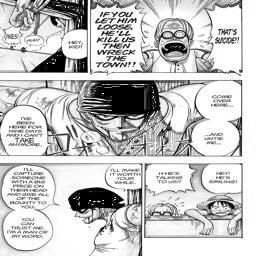 THAT'S
SUICIDE!!
IF YOU
LET HIM
LOOSE,
HE'LL
KILL US
THEN
WRECK
THE
TOWN!!
HEY,
KID!
HUH?
YIKES!
COME
OVER
HERE...
AND
UNTIE
ME...
I'VE
BEEN
HERE FOR
NINE DAYS
AND I CAN'T
TAKE
ANYMORE.
HEY!
HE'S
SMILING!
H-HE'S
TALKING
TO US!!
I'LL
MAKE IT
WORTH
YOUR
WHILE.
I'LL
CAPTURE
SOMEONE
WITH A BIG
PRICE ON
THEIR HEAD
AND GIVE
ALL OF THE
BOUNTY TO
YOU.
YOU
CAN
TRUST ME.
I'M A MAN OF
MY WORD.